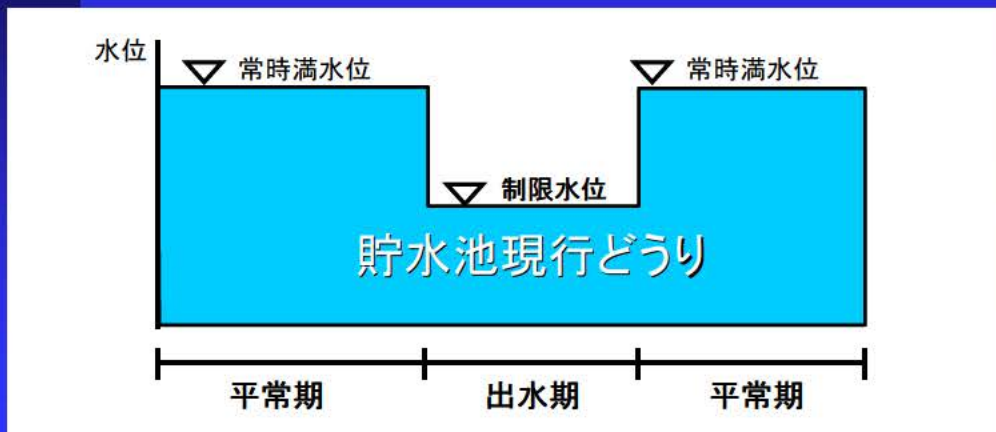 水位
常時満水位
常時満水位
制限水位
貯水池現行どうり
平常期
出水期
平常期